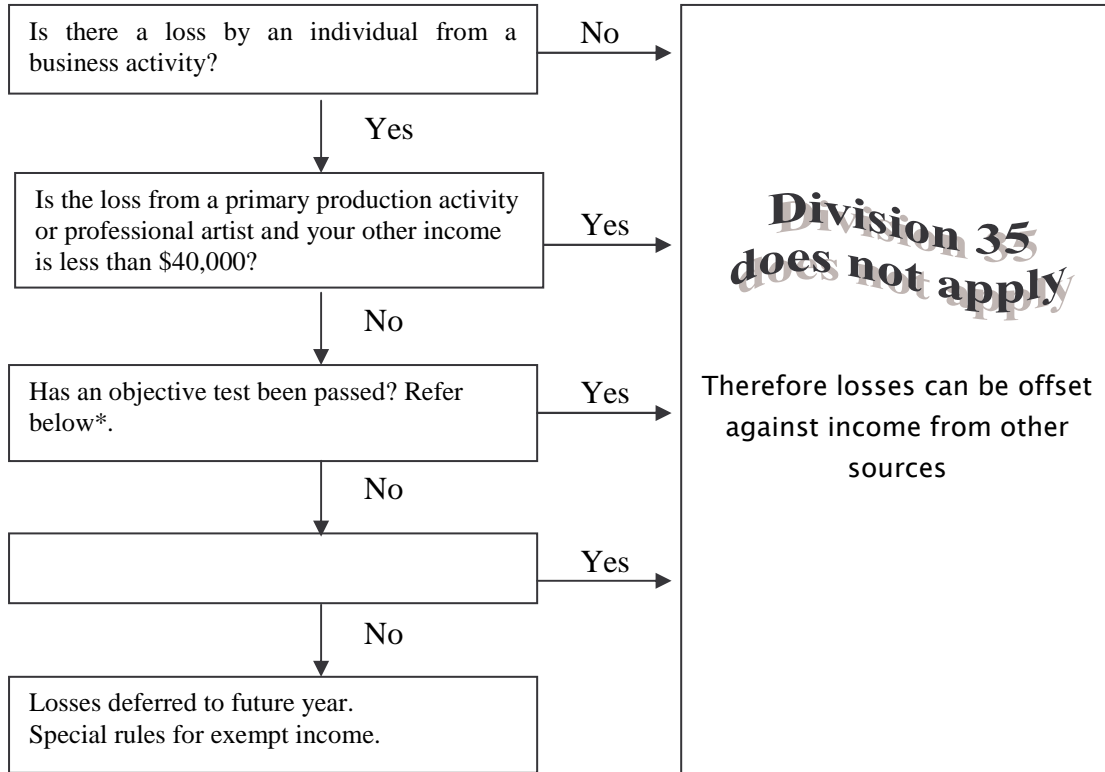 Is there a loss by an individual from a
business activity?
No
Yes
Is the loss from a primary production activity
or professional artist and your other income
is less than $40,000?
Yes
No
Has an objective test been passed? Refer
below*.
Yes
No
Yes
No
Losses deferred to future year.
Special rules for exempt income.
Division 35
does not apply
Therefore losses can be offset
against income from other
sources